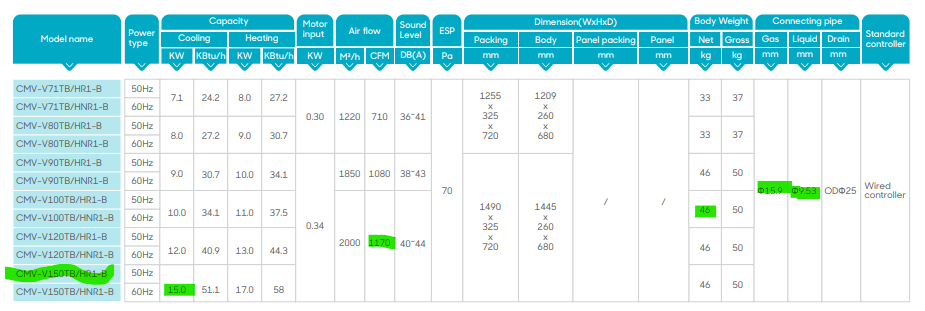 Model name Power type Capacity Motor input Air flow Sound Level ESP Dimension(WxHxD) Body Weight Connecting pipe Standard controller
Cooling Heating Packing Body Panel packing Panel Net Gross Gas Liquid Drain
KW KBtu/h KW KBtu/h KW M³/h CFM DB(A) Pa mm mm mm mm kg kg mm mm mm
CMV-V71TB/HR1-B 50Hz 7.1 24.2 8.0 27.2 0.30 1220 710 36~41 70 1255 x 325 x 720 1209 x 260 x 680 / / 33 37 Φ15.9 Φ9.53 ODΦ25 Wired controller
CMV-V71TB/HNR1-B 60Hz
CMV-V80TB/HR1-B 50Hz 8.0 27.2 9.0 30.7 33 37
CMV-V80TB/HNR1-B 60Hz
CMV-V90TB/HR1-B 50Hz 9.0 30.7 10.0 34.1 0.34 1850 1080 38~43 1490 x 325 x 720 1445 x 260 x 680 46 50
CMV-V90TB/HNR1-B 60Hz
CMV-V100TB/HR1-B 50Hz 10.0 34.1 11.0 37.5 2000 1170 40~44 46 50
CMV-V100TB/HNR1-B 60Hz
CMV-V120TB/HR1-B 50Hz 12.0 40.9 13.0 44.3 46 50
CMV-V120TB/HNR1-B 60Hz
CMV-V150TB/HR1-B 50Hz 15.0 51.1 17.0 58 46 50
CMV-V150TB/HNR1-B 60Hz